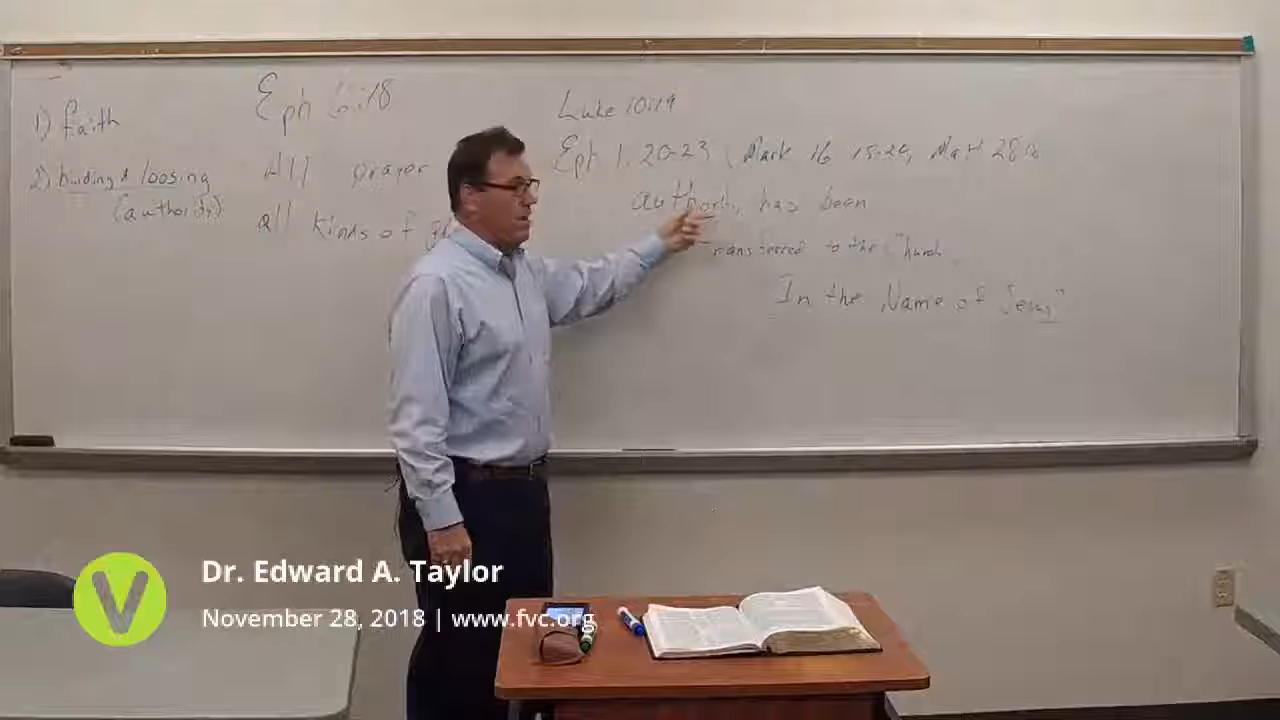 1) faith
2) binding & loosing
(authority)
Eph 6:18
All prayer
all kinds of
Luke 10:19
Eph 1:20-23, Mark 16 15-20, Matt 28:18
authority has been
transferred to the Church
In the Name of Jesus"
V
Dr. Edward A. Taylor
November 28, 2018 | www.fvc.org